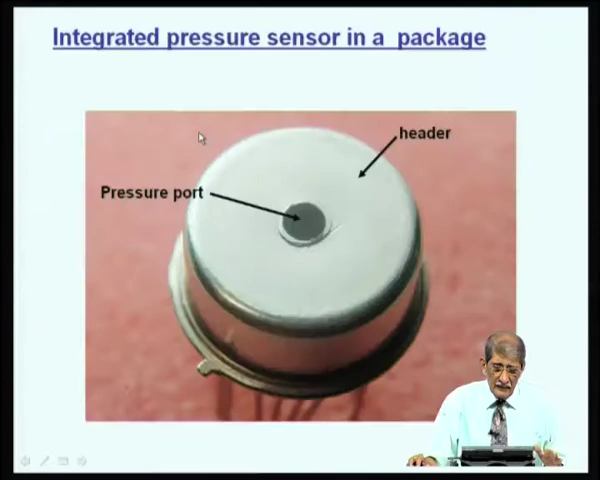 Integrated pressure sensor in a  package
header
Pressure port